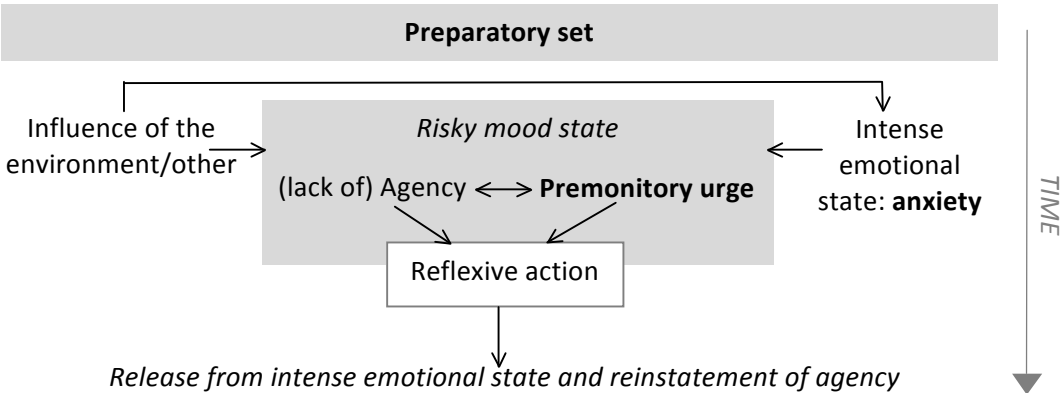 Preparatory set
Influence of the
environment/other
Risky mood state
(lack of) Agency
Premonitory urge
Intense
emotional
state: anxiety
Reflexive action
Release from intense emotional state and reinstatement of agency
TIME